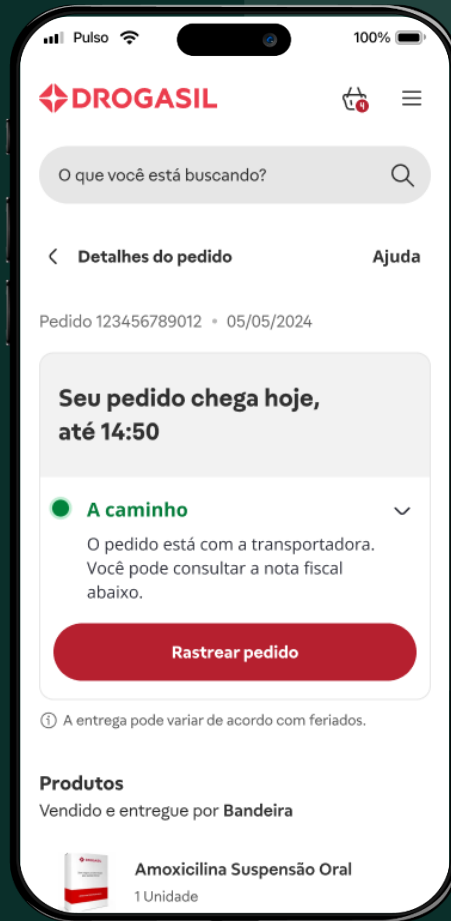 Pulso
100%
DROGASIL
4
O que você está buscando?
Detalhes do pedido
Ajuda
Pedido 123456789012 • 05/05/2024
Seu pedido chega hoje,
até 14:50
A caminho
O pedido está com a transportadora.
Você pode consultar a nota fiscal
abaixo.
Rastrear pedido
A entrega pode variar de acordo com feriados.
Produtos
Vendido e entregue por Bandeira
DROGASIL
Amoxicilina Suspensão Oral
1 Unidade